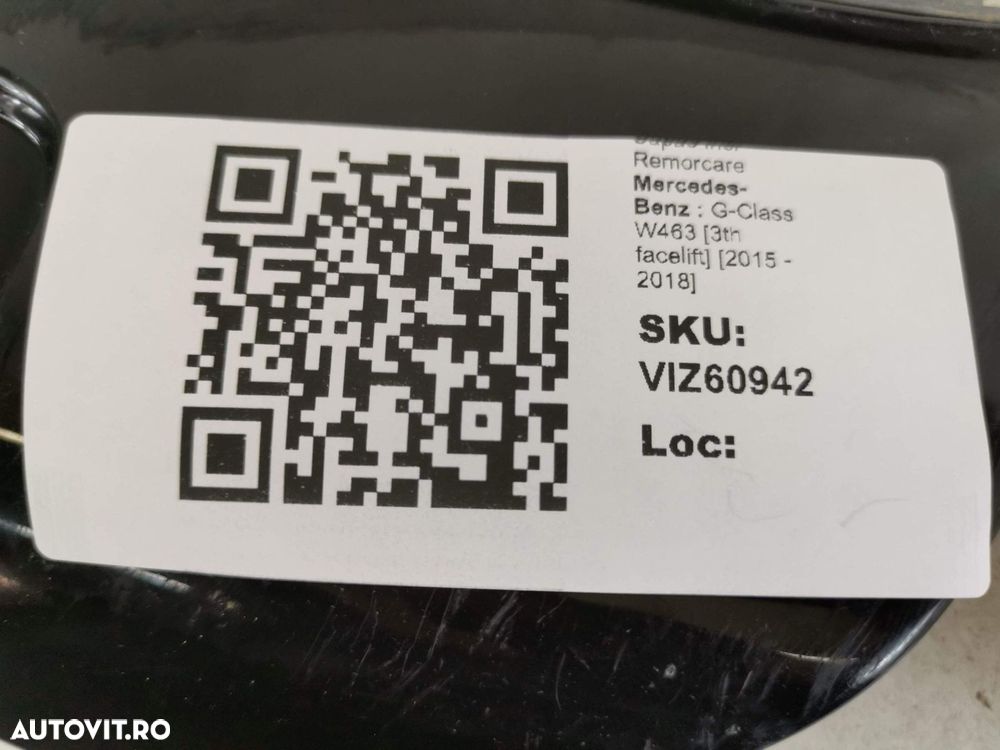 Remorcare
Mercedes-
Benz : G-Class
W463 [3th
facelift] [2015 -
2018]
SKU:
VIZ60942
Loc:
AUTOVIT.RO